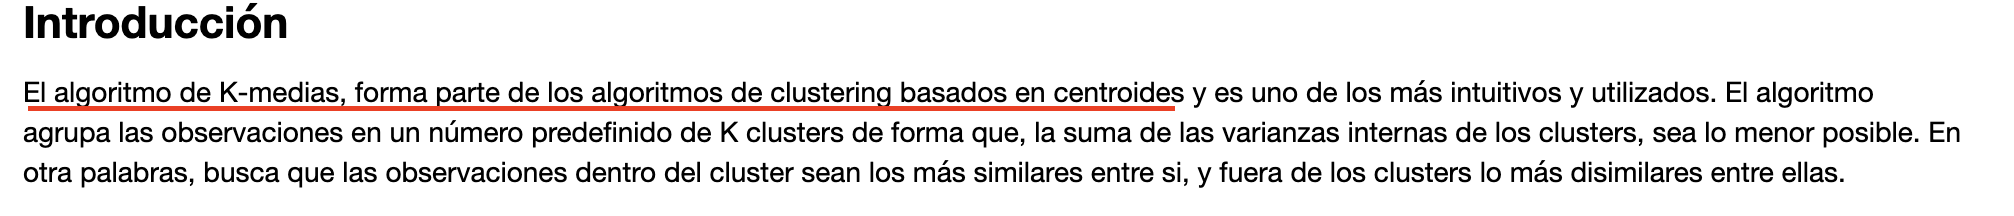 Introducción
El algoritmo de K-medias, forma parte de los algoritmos de clustering basados en centroides y es uno de los más intuitivos y utilizados. El algoritmo
agrupa las observaciones en un número predefinido de K clusters de forma que, la suma de las varianzas internas de los clusters, sea lo menor posible. En
otra palabras, busca que las observaciones dentro del cluster sean los más similares entre si, y fuera de los clusters lo más disimilares entre ellas.